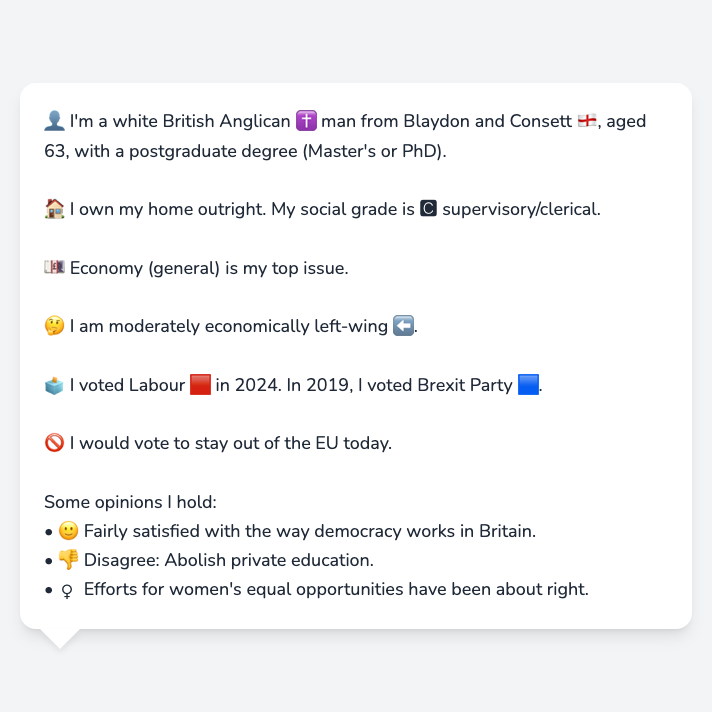 👤 I'm a white British Anglican ✝️ man from Blaydon and Consett 🏴󠁧󠁢󠁥󠁮󠁧󠁿, aged
63, with a postgraduate degree (Master's or PhD).
🏠 I own my home outright. My social grade is 🅲 supervisory/clerical.
💷 Economy (general) is my top issue.
🤔 I am moderately economically left-wing ⬅️.
🗳️ I voted Labour 🟥 in 2024. In 2019, I voted Brexit Party 🟦.
🚫 I would vote to stay out of the EU today.
Some opinions I hold:
• 🙂 Fairly satisfied with the way democracy works in Britain.
• 👎 Disagree: Abolish private education.
• ♀ Efforts for women's equal opportunities have been about right.